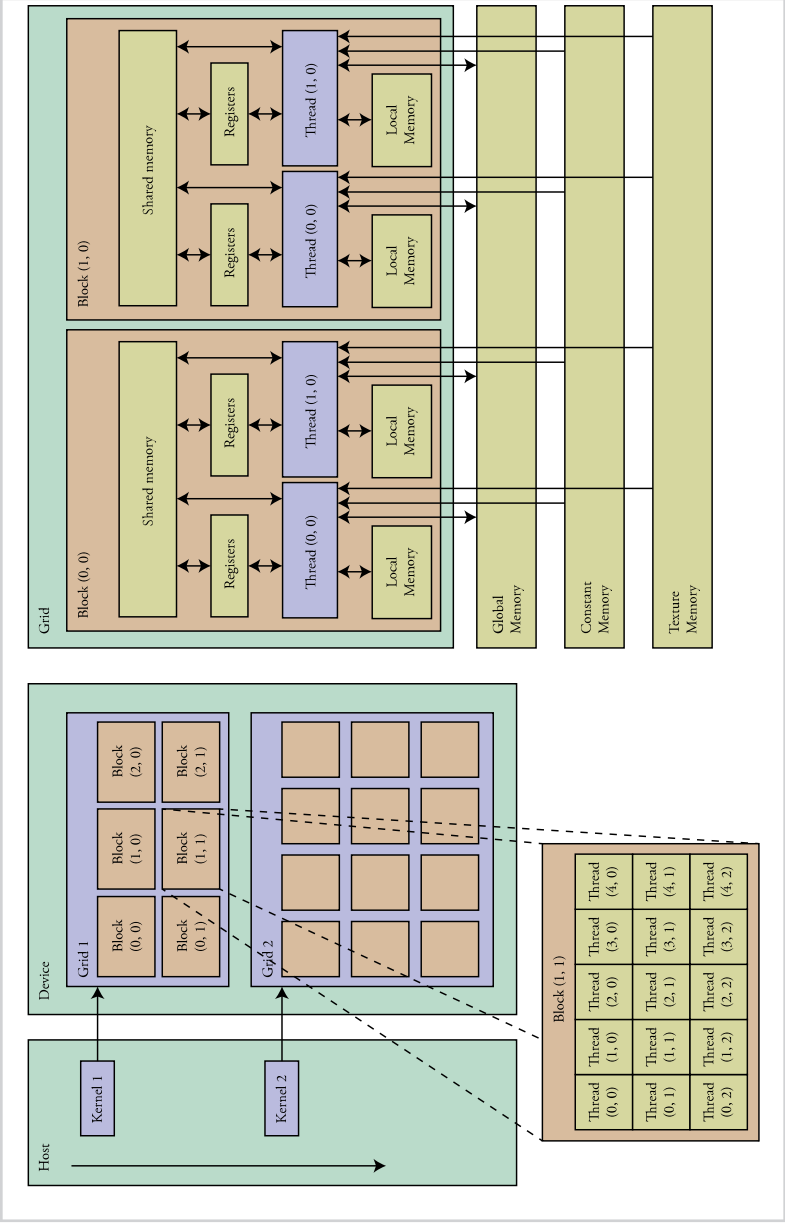 Host
Kernel 1
Kernel 2
Device
Grid 1
Block
(0, 0)
Block
(1, 0)
Block
(2, 0)
Block
(0, 1)
Block
(1, 1)
Block
(2, 1)
Grid 2
Block (1, 1)
Thread
(0, 0)
Thread
(1, 0)
Thread
(2, 0)
Thread
(3, 0)
Thread
(4, 0)
Thread
(0, 1)
Thread
(1, 1)
Thread
(2, 1)
Thread
(3, 1)
Thread
(4, 1)
Thread
(0, 2)
Thread
(1, 2)
Thread
(2, 2)
Thread
(3, 2)
Thread
(4, 2)
Grid
Block (0, 0)
Shared memory
Registers
Registers
Thread (0, 0)
Thread (1, 0)
Local
Memory
Local
Memory
Block (1, 0)
Shared memory
Registers
Registers
Thread (0, 0)
Thread (1, 0)
Local
Memory
Local
Memory
Global
Memory
Constant
Memory
Texture
Memory